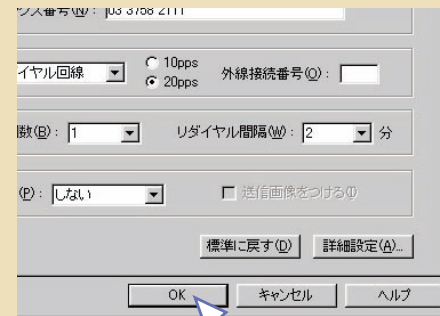 クス番号(N): 03 3758 2111
イヤル回線 10pps
20pps 外線接続番号(O):
数(B): 1 リダイヤル間隔(W): 2 分
(P): しない 送信画像をつける(I)
標準に戻す(D) 詳細設定(A)...
OK キャンセル ヘルプ